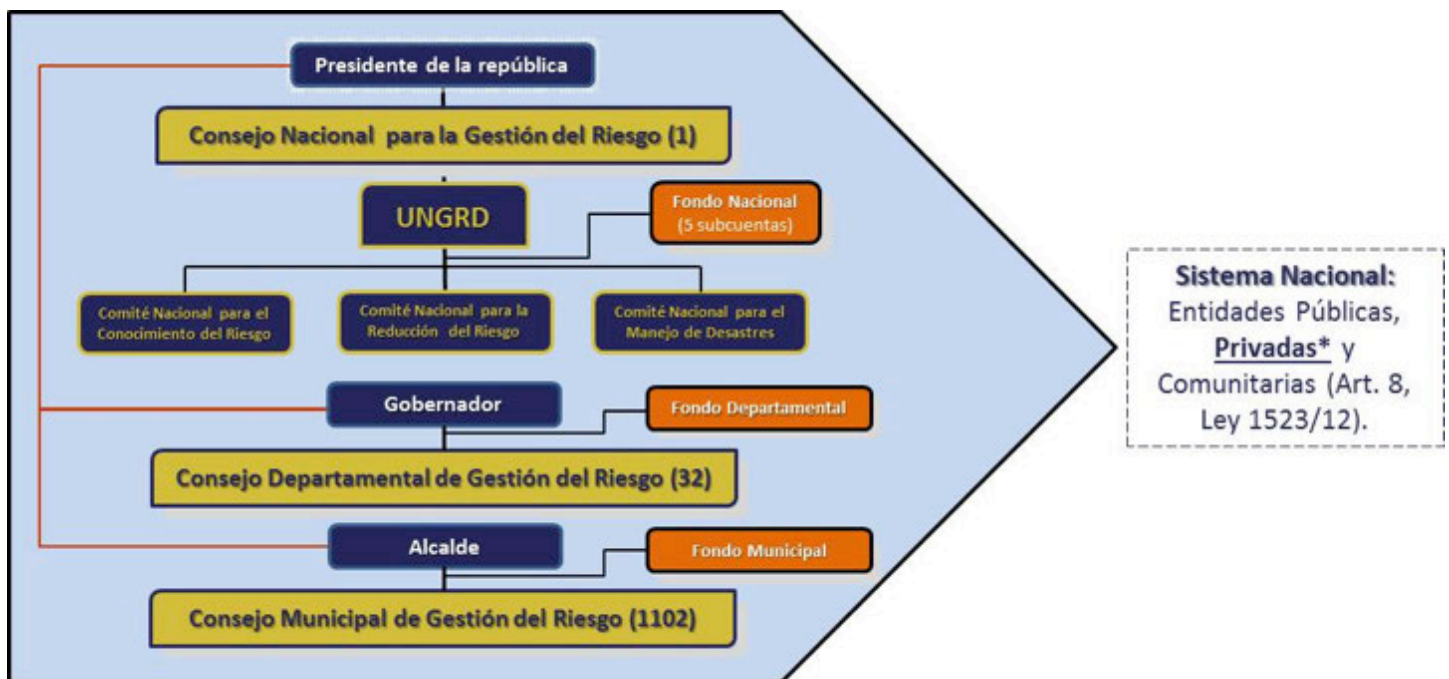 Presidente de la república
Consejo Nacional para la Gestión del Riesgo (1)
UNGRD
Fondo Nacional
(5 subcuentas)
Comité Nacional para el
Conocimiento del Riesgo
Comité Nacional para la
Reducción del Riesgo
Comité Nacional para el
Manejo de Desastres
Gobernador
Fondo Departamental
Consejo Departamental de Gestión del Riesgo (32)
Alcalde
Fondo Municipal
Consejo Municipal de Gestión del Riesgo (1102)
Sistema Nacional:
Entidades Públicas,
Privadas* y
Comunitarias (Art. 8,
Ley 1523/12).